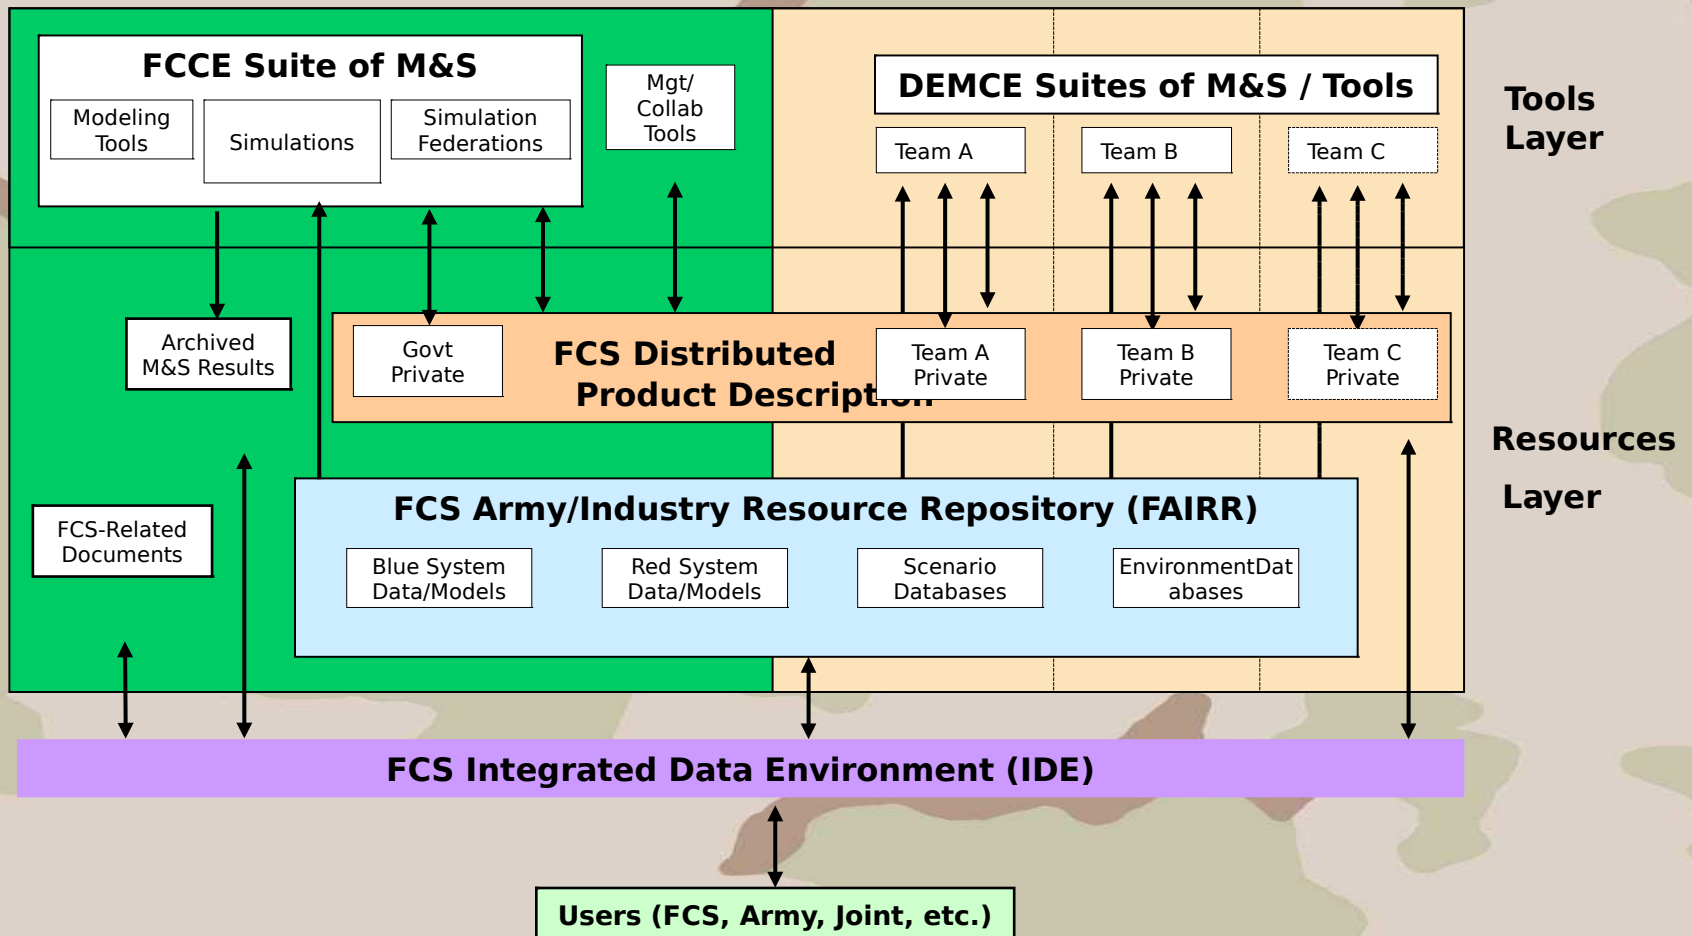 FCCE Suite of M&S
Modeling
Tools
Simulations
Simulation
Federations
Mgt/
Collab
Tools
DEMCE Suites of M&S / Tools
Team A
Team B
Team C
Tools
Layer
Archived
M&S Results
Govt
Private
FCS Distributed
Product Description
Team A
Private
Team B
Private
Team C
Private
Resources
Layer
FCS-Related
Documents
FCS Army/Industry Resource Repository (FAIRR)
Blue System
Data/Models
Red System
Data/Models
Scenario
Databases
EnvironmentDat
abases
FCS Integrated Data Environment (IDE)
Users (FCS, Army, Joint, etc.)